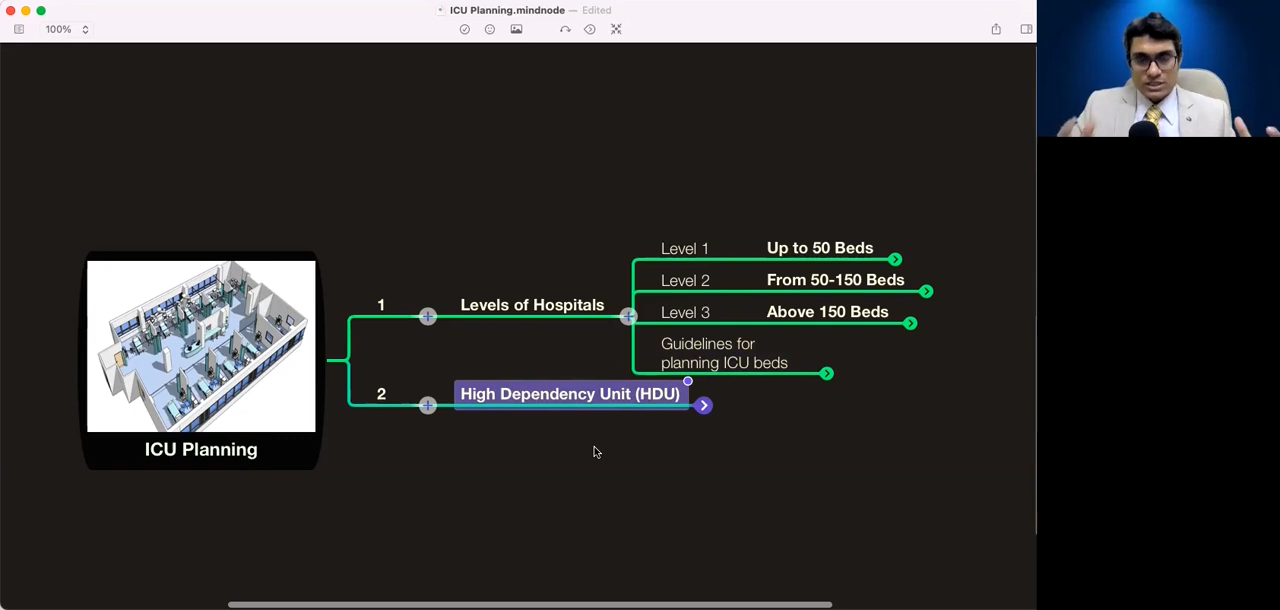 ICU Planning.mindnode — Edited
100%
Level 1 Up to 50 Beds
Level 2 From 50-150 Beds
1 Levels of Hospitals
Level 3 Above 150 Beds
Guidelines for
planning ICU beds
2 High Dependency Unit (HDU)
ICU Planning